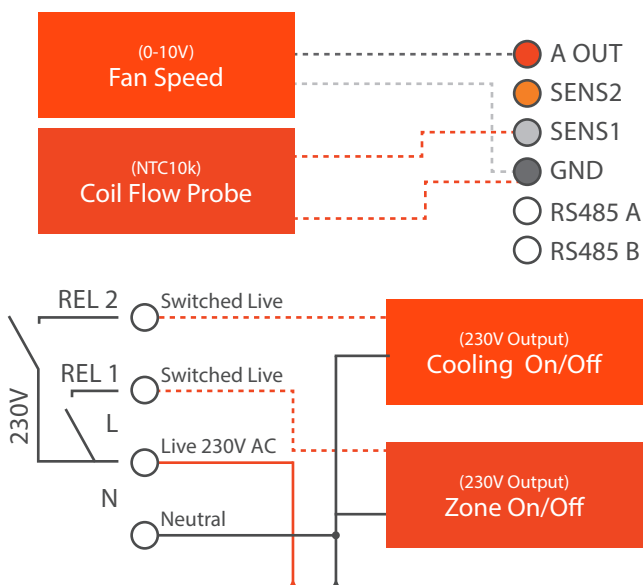 (0-10V)
Fan Speed
(NTC10k)
Coil Flow Probe
A OUT
SENS2
SENS1
GND
RS485 A
RS485 B
REL 2
Switched Live
(230V Output)
Cooling On/Off
REL 1
Switched Live
230V
L
Live 230V AC
(230V Output)
Zone On/Off
N
Neutral